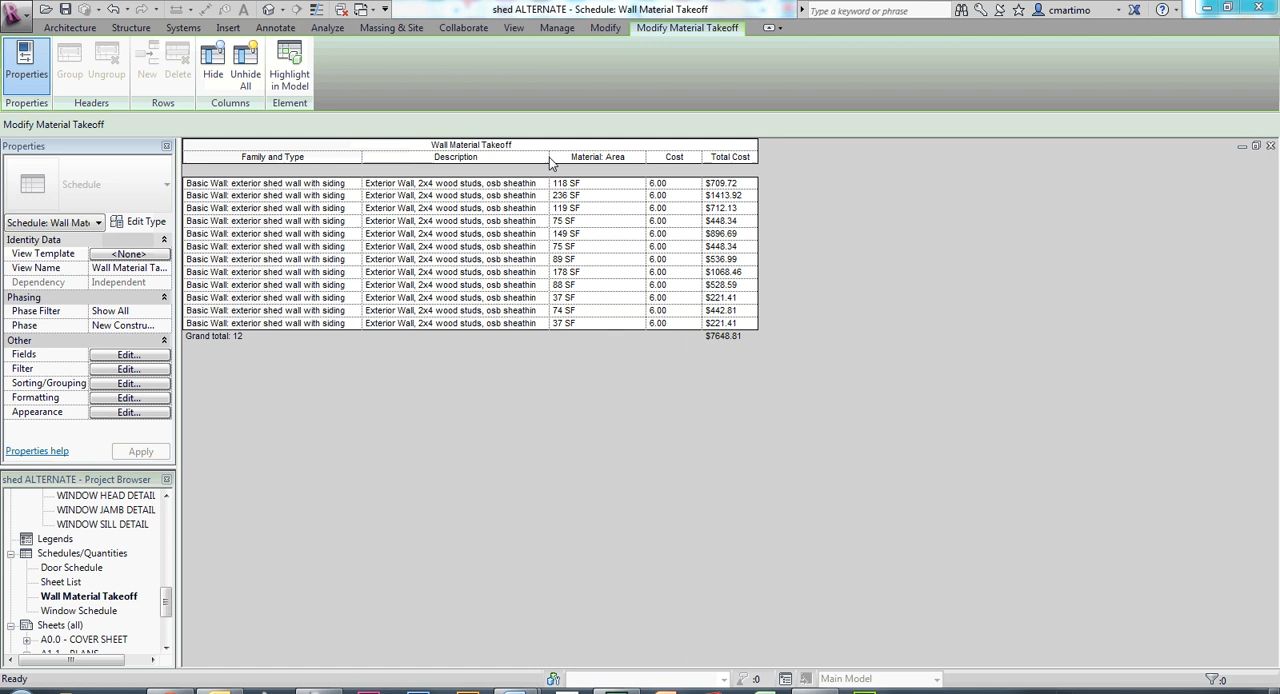 shed ALTERNATE - Schedule: Wall Material Takeoff
Type a keyword or phrase
cmartimo
Architecture Structure Systems Insert Annotate Analyze Massing & Site Collaborate View Manage Modify Modify Material Takeoff
Properties Group Ungroup New Delete Hide Unhide All Highlight in Model
Properties Headers Rows Columns Element
Modify Material Takeoff
Properties
Schedule
Schedule: Wall Mat Edit Type
Identity Data
View Template <None>
View Name Wall Material Ta...
Dependency Independent
Phasing
Phase Filter Show All
Phase New Constru...
Other
Fields Edit...
Filter Edit...
Sorting/Grouping Edit...
Formatting Edit...
Appearance Edit...
Properties help Apply
shed ALTERNATE - Project Browser
WINDOW HEAD DETAIL
WINDOW JAMB DETAIL
WINDOW SILL DETAIL
Legends
Schedules/Quantities
Door Schedule
Sheet List
Wall Material Takeoff
Window Schedule
Sheets (all)
A0.0 - COVER SHEET
A1.1 - PLANS
Wall Material Takeoff
Family and Type Description Material: Area Cost Total Cost
Basic Wall: exterior shed wall with siding Exterior Wall, 2x4 wood studs, osb sheathin 118 SF 6.00 $709.72
Basic Wall: exterior shed wall with siding Exterior Wall, 2x4 wood studs, osb sheathin 236 SF 6.00 $1413.92
Basic Wall: exterior shed wall with siding Exterior Wall, 2x4 wood studs, osb sheathin 119 SF 6.00 $712.13
Basic Wall: exterior shed wall with siding Exterior Wall, 2x4 wood studs, osb sheathin 75 SF 6.00 $448.34
Basic Wall: exterior shed wall with siding Exterior Wall, 2x4 wood studs, osb sheathin 149 SF 6.00 $896.69
Basic Wall: exterior shed wall with siding Exterior Wall, 2x4 wood studs, osb sheathin 75 SF 6.00 $448.34
Basic Wall: exterior shed wall with siding Exterior Wall, 2x4 wood studs, osb sheathin 89 SF 6.00 $536.99
Basic Wall: exterior shed wall with siding Exterior Wall, 2x4 wood studs, osb sheathin 178 SF 6.00 $1068.46
Basic Wall: exterior shed wall with siding Exterior Wall, 2x4 wood studs, osb sheathin 88 SF 6.00 $528.59
Basic Wall: exterior shed wall with siding Exterior Wall, 2x4 wood studs, osb sheathin 37 SF 6.00 $221.41
Basic Wall: exterior shed wall with siding Exterior Wall, 2x4 wood studs, osb sheathin 74 SF 6.00 $442.81
Basic Wall: exterior shed wall with siding Exterior Wall, 2x4 wood studs, osb sheathin 37 SF 6.00 $221.41
Grand total: 12 $7648.81
Ready :0 Main Model :0